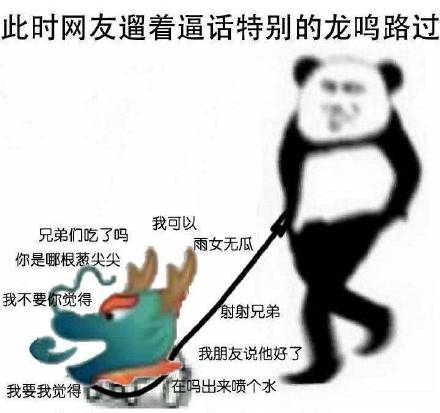 此时网友遛着逼话特别的龙鸣路过
我可以
兄弟们吃了吗
雨女无瓜
你是哪根葱尖尖
我不要你觉得
射射兄弟
我朋友说他好了
我要我觉得
在吗出来喷个水